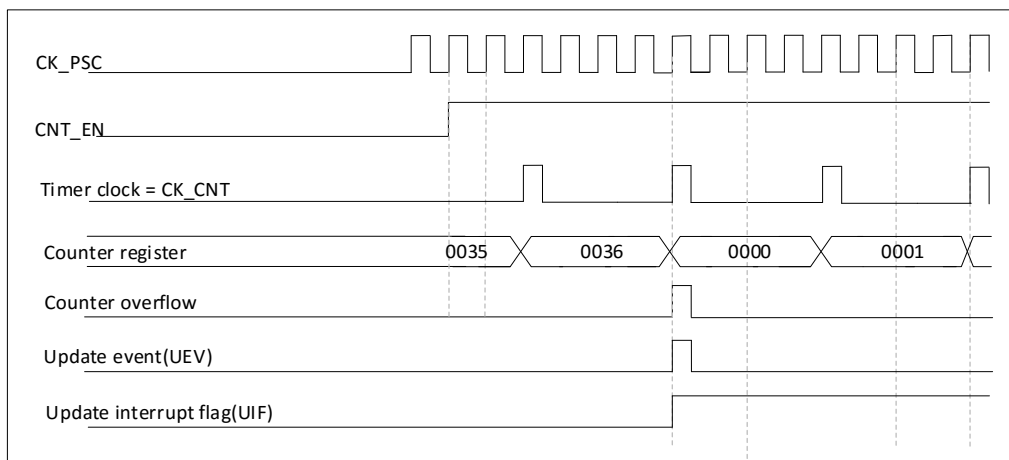 CK_PSC
CNT_EN
Timer clock = CK_CNT
Counter register 0035 0036 0000 0001
Counter overflow
Update event(UEV)
Update interrupt flag(UIF)